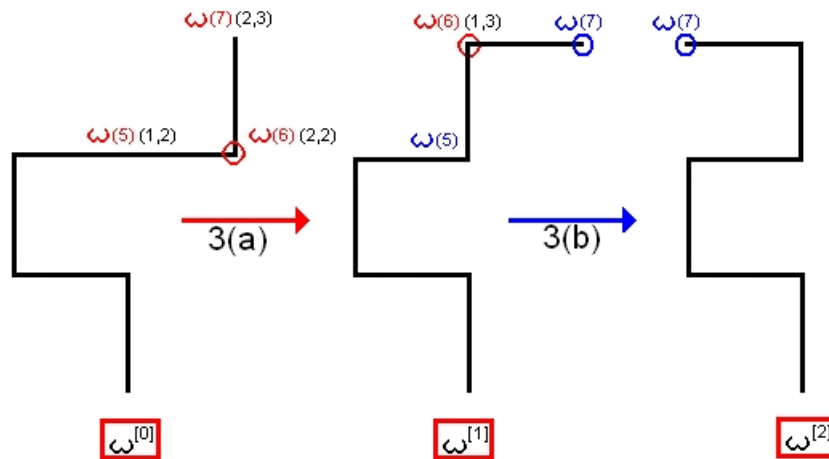 ω(7) (2,3) ω(6) (1,3) ω(7) ω(7)
ω(5) (1,2) ω(6) (2,2) ω(5)
3(a) 3(b)
ω[0] ω[1] ω[2]